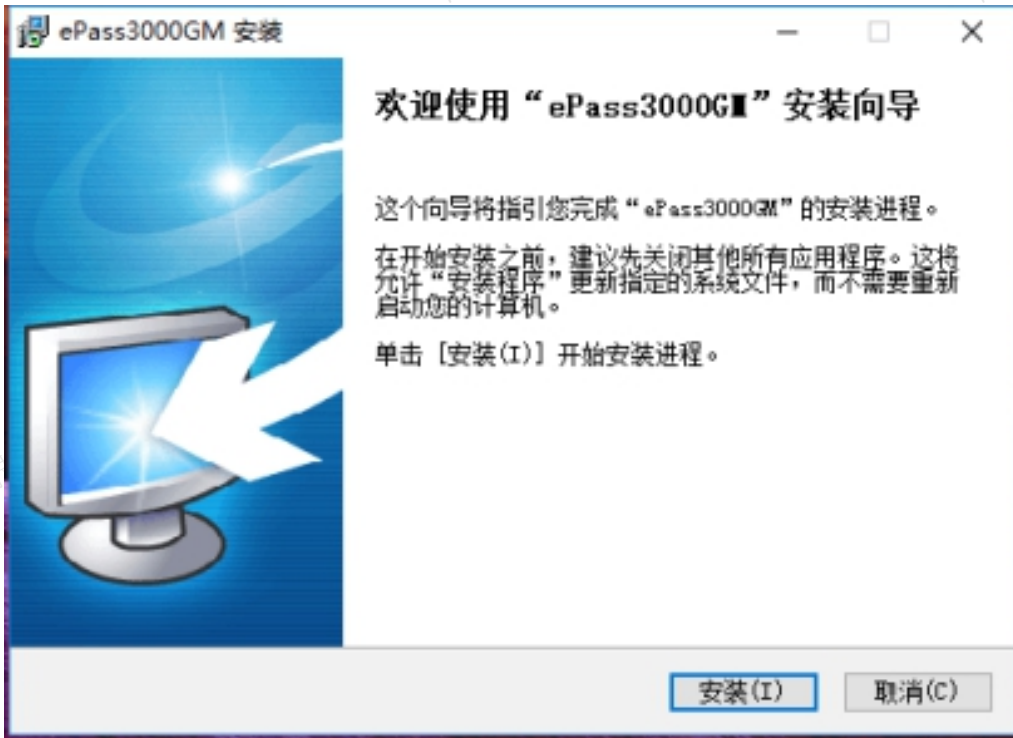 ePass3000GM 安装
欢迎使用“ePass3000GM”安装向导
这个向导将指引您完成“ePass3000GM”的安装进程。
在开始安装之前，建议先关闭其他所有应用程序。这将
允许“安装程序”更新指定的系统文件，而不需要重新
启动您的计算机。
单击 [安装(I)] 开始安装进程。
安装(I)
取消(C)